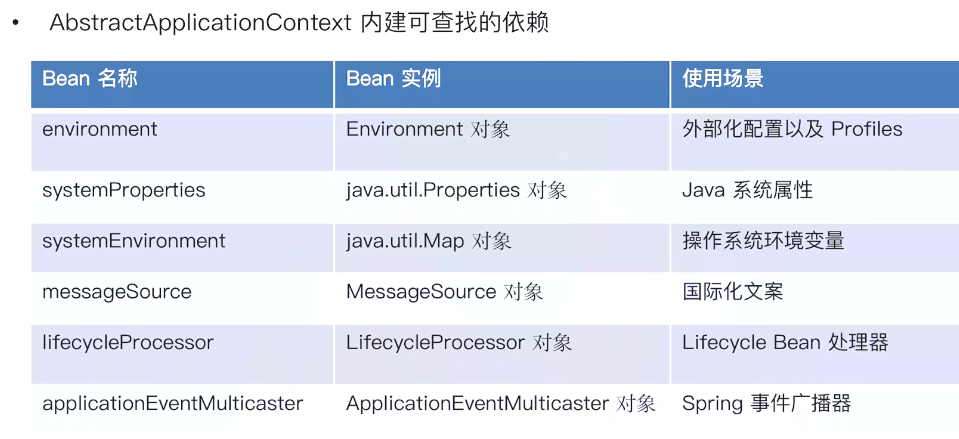 • AbstractApplicationContext 内建可查找的依赖
Bean 名称 Bean 实例 使用场景
environment Environment 对象 外部化配置以及 Profiles
systemProperties java.util.Properties 对象 Java 系统属性
systemEnvironment java.util.Map 对象 操作系统环境变量
messageSource MessageSource 对象 国际化文案
lifecycleProcessor LifecycleProcessor 对象 Lifecycle Bean 处理器
applicationEventMulticaster ApplicationEventMulticaster 对象 Spring 事件广播器